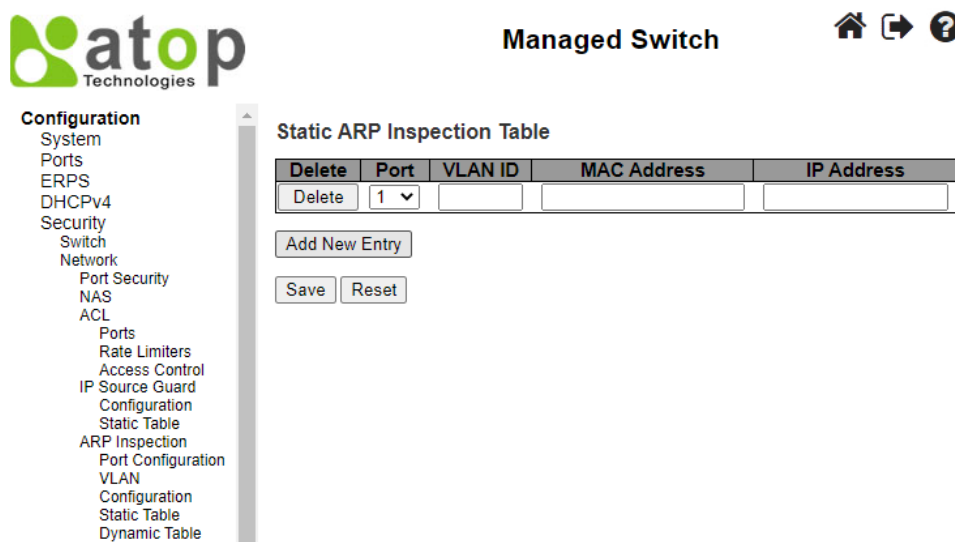 atop
Technologies
Managed Switch
?
Configuration
System
Ports
ERPS
DHCPv4
Security
Switch
Network
Port Security
NAS
ACL
Ports
Rate Limiters
Access Control
IP Source Guard
Configuration
Static Table
ARP Inspection
Port Configuration
VLAN
Configuration
Static Table
Dynamic Table
Static ARP Inspection Table
Delete Port VLAN ID MAC Address IP Address
Delete 1
Add New Entry
Save Reset